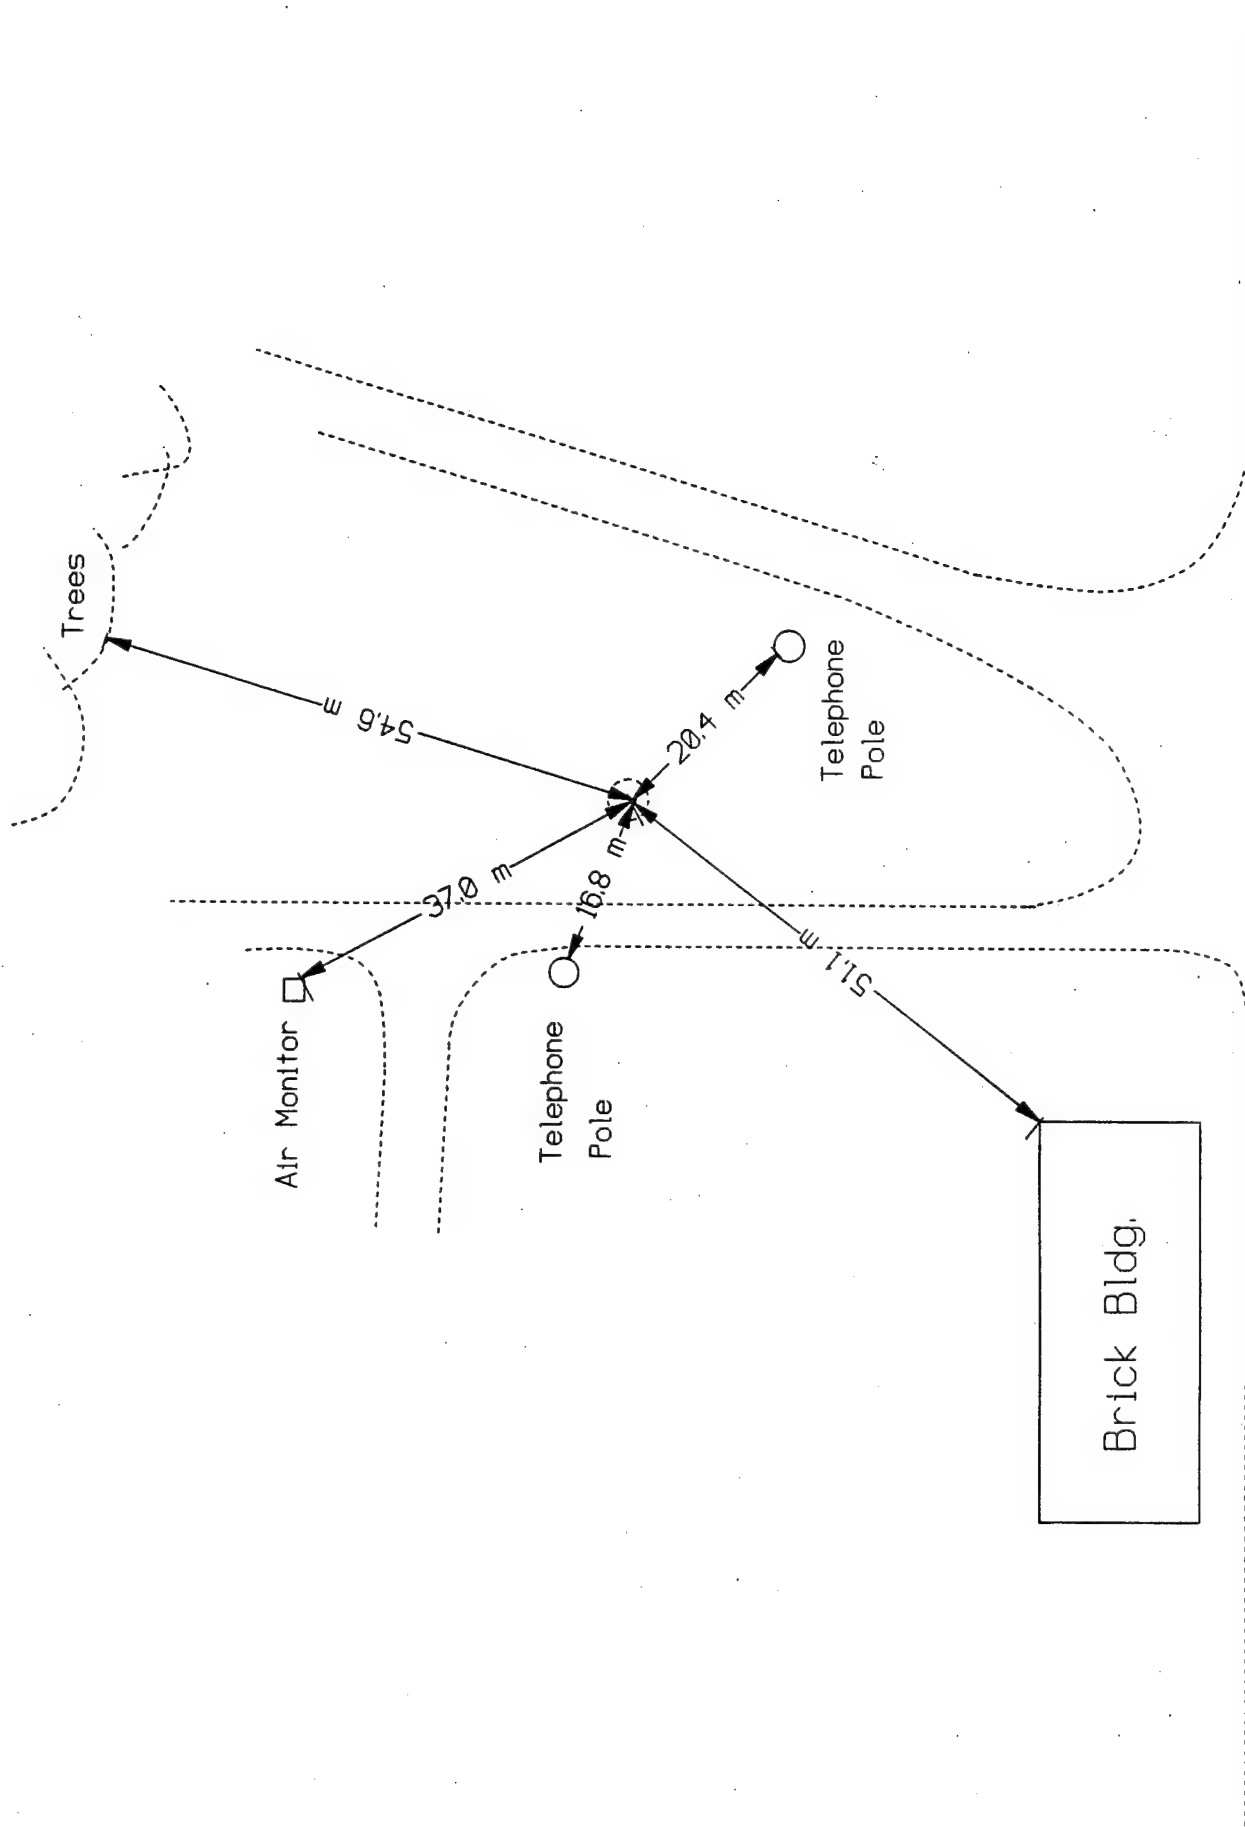 Trees
54.6 m
37.0 m
Air Monitor
16.8 m
Telephone
Pole
20.4 m
Telephone
Pole
51.1 m
Brick Bldg.